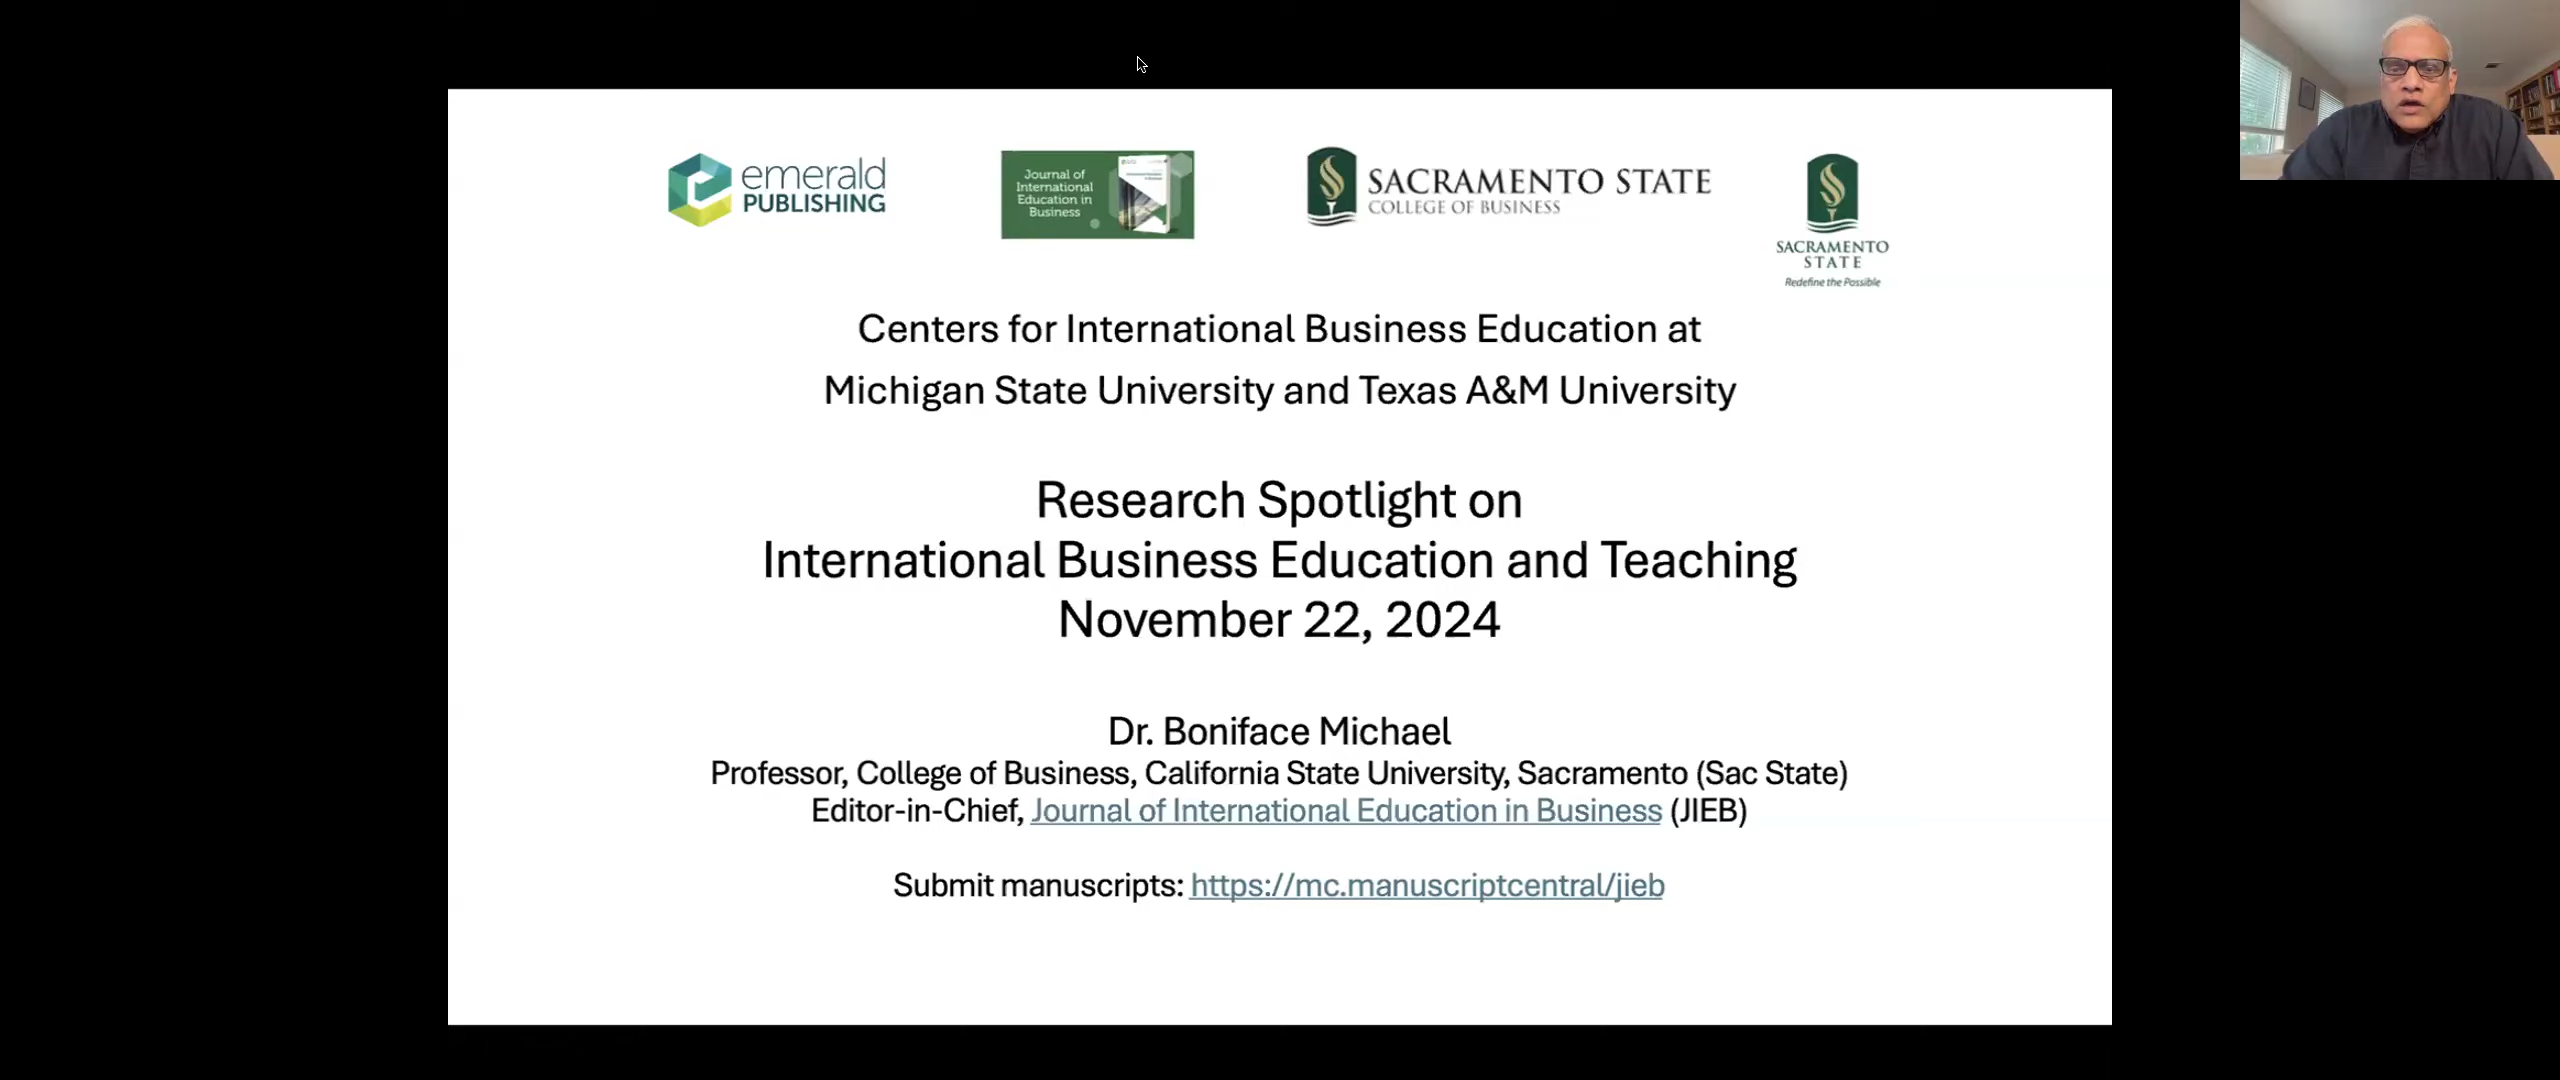 emerald
PUBLISHING
Journal of
International
Education in
Business
SACRAMENTO STATE
COLLEGE OF BUSINESS
SACRAMENTO
STATE
Redefine the Possible
Centers for International Business Education at
Michigan State University and Texas A&M University
Research Spotlight on
International Business Education and Teaching
November 22, 2024
Dr. Boniface Michael
Professor, College of Business, California State University, Sacramento (Sac State)
Editor-in-Chief, Journal of International Education in Business (JIEB)
Submit manuscripts: https://mc.manuscriptcentral/jieb